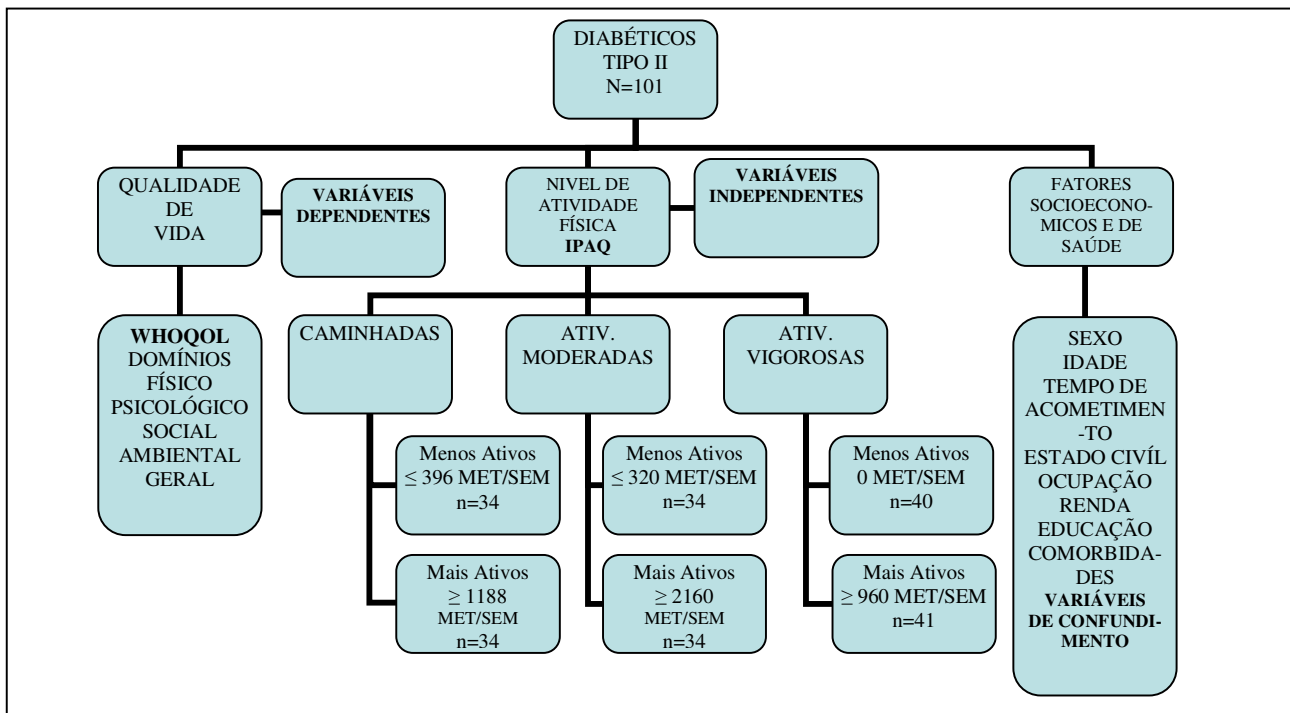 DIABÉTICOS
TIPO II
N=101
QUALIDADE
DE
VIDA
VARIÁVEIS
DEPENDENTES
NIVEL DE
ATIVIDADE
FÍSICA
IPAQ
VARIÁVEIS
INDEPENDENTES
FATORES
SOCIOECONO-
MICOS E DE
SAÚDE
WHOQOL
DOMÍNIOS
FÍSICO
PSICOLÓGICO
SOCIAL
AMBIENTAL
GERAL
CAMINHADAS
ATIV.
MODERADAS
ATIV.
VIGOROSAS
Menos Ativos
≤ 396 MET/SEM
n=34
Menos Ativos
≤ 320 MET/SEM
n=34
Menos Ativos
0 MET/SEM
n=40
Mais Ativos
≥ 1188
MET/SEM
n=34
Mais Ativos
≥ 2160
MET/SEM
n=34
Mais Ativos
≥ 960 MET/SEM
n=41
SEXO
IDADE
TEMPO DE
ACOMETIMEN
-TO
ESTADO CIVÍL
OCUPAÇÃO
RENDA
EDUCAÇÃO
COMORBIDA-
DES
VARIÁVEIS
DE CONFUNDI-
MENTO